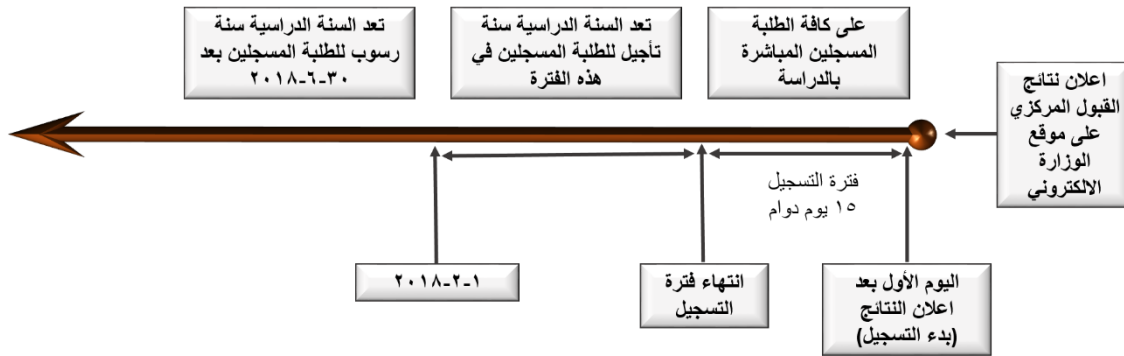 اعلان نتائج
القبول المركزي
على موقع
الوزارة
الالكتروني
على كافة الطلبة
المسجلين المباشرة
بالدراسة
تعد السنة الدراسية سنة
تأجيل للطلبة المسجلين في
هذه الفترة
تعد السنة الدراسية سنة
رسوب للطلبة المسجلين بعد
٣٠-٦-٢٠١٨
فترة التسجيل
١٥ يوم دوام
اليوم الأول بعد
اعلان النتائج
(بدء التسجيل)
انتهاء فترة
التسجيل
١-٢-٢٠١٨